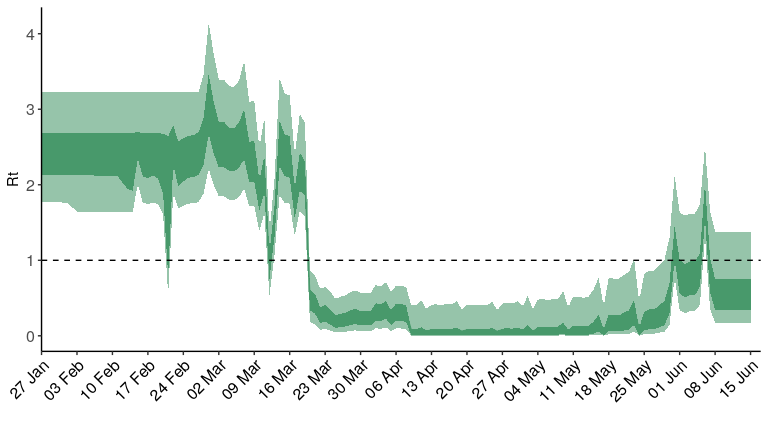 4
3
Rt
2
1
0
27 Jan
03 Feb
10 Feb
17 Feb
24 Feb
02 Mar
09 Mar
16 Mar
23 Mar
30 Mar
06 Apr
13 Apr
20 Apr
27 Apr
04 May
11 May
18 May
25 May
01 Jun
08 Jun
15 Jun